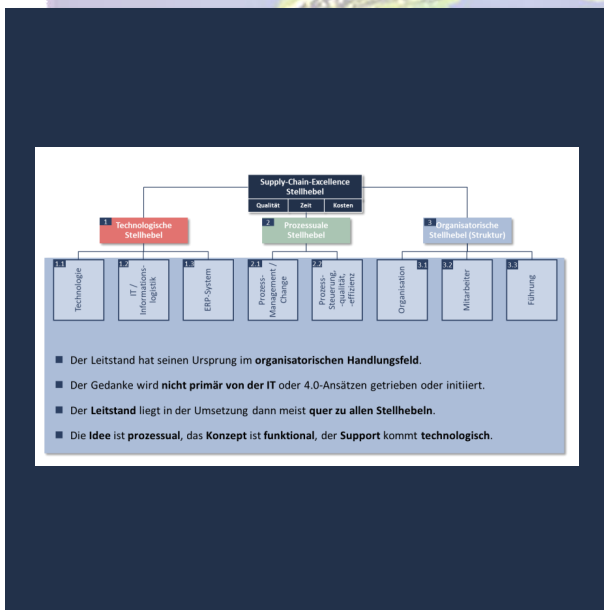 Supply-Chain-Excellence
Stellhebel
Qualität Zeit Kosten
1 Technologische
Stellhebel
2 Prozessuale
Stellhebel
3 Organisatorische
Stellhebel (Struktur)
1.1 Technologie
1.2 IT /
Informations-
logistik
1.3 ERP-System
2.1 Prozess-
Management /
Change
2.2 Prozess-
Steuerung,
-qualität,
-effizienz
3.1 Organisation
3.2 Mitarbeiter
3.3 Führung
Der Leitstand hat seinen Ursprung im organisatorischen Handlungsfeld.
Der Gedanke wird nicht primär von der IT oder 4.0-Ansätzen getrieben oder initiiert.
Der Leitstand liegt in der Umsetzung dann meist quer zu allen Stellhebeln.
Die Idee ist prozessual, das Konzept ist funktional, der Support kommt technologisch.